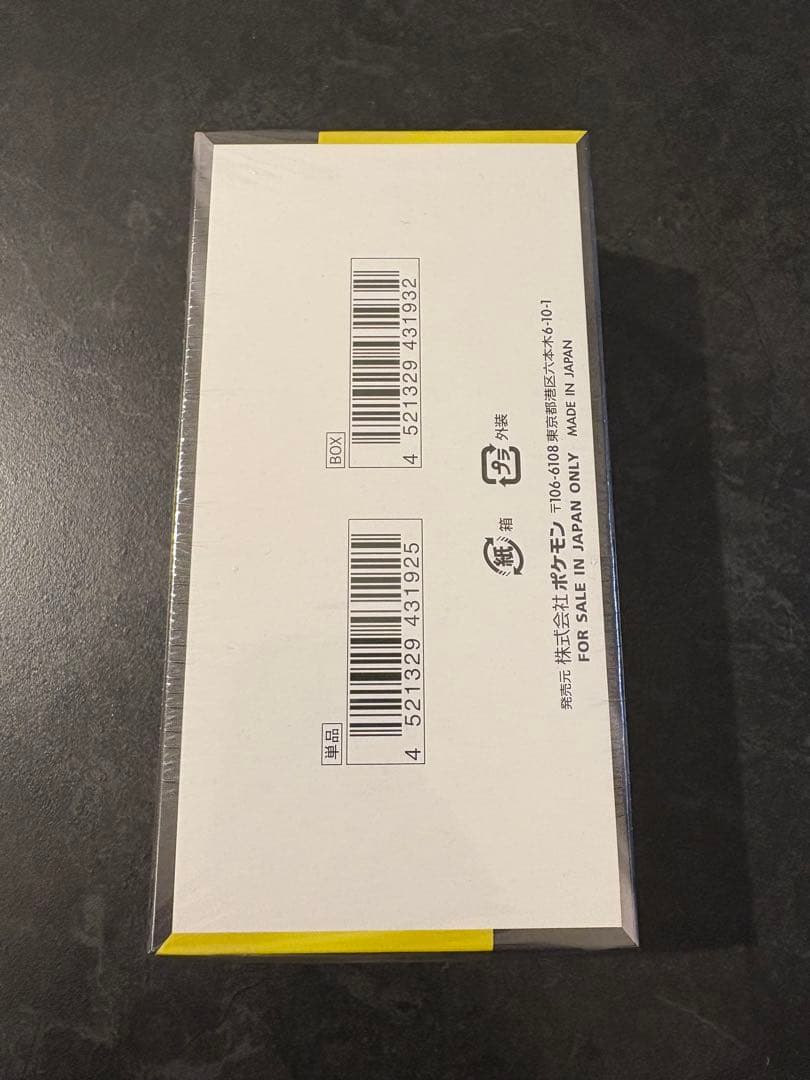 単品
4 521329 431925
BOX
4 521329 431932
紙 箱
プラ 外装
発売元 株式会社 ポケモン 〒106-6108 東京都港区六本木6-10-1
FOR SALE IN JAPAN ONLY MADE IN JAPAN